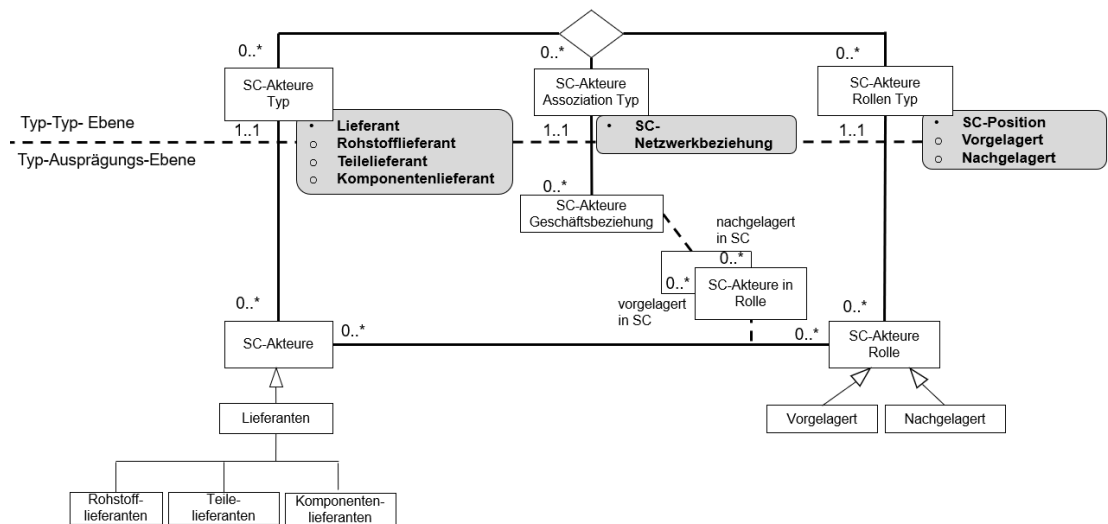 0..*
0..*
0..*
SC-Akteure
Typ
SC-Akteure
Assoziation Typ
SC-Akteure
Rollen Typ
Typ-Typ- Ebene
Typ-Ausprägungs-Ebene
1..1
• Lieferant
○ Rohstofflieferant
○ Teilelieferant
○ Komponentenlieferant
1..1
• SC-
Netzwerkbeziehung
1..1
• SC-Position
○ Vorgelagert
○ Nachgelagert
0..*
SC-Akteure
Geschäftsbeziehung
nachgelagert
in SC
0..*
0..*
SC-Akteure in
Rolle
vorgelagert
in SC
0..*
0..*
SC-Akteure
0..*
0..*
SC-Akteure
Rolle
Lieferanten
Vorgelagert
Nachgelagert
Rohstoff-
lieferanten
Teile-
lieferanten
Komponenten-
lieferanten